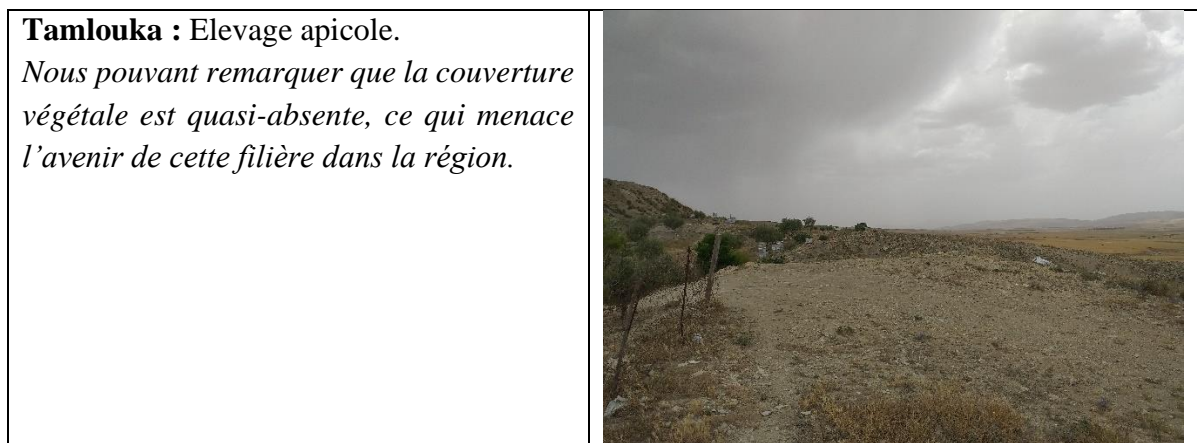 Tamlouka : Elevage apicole.
Nous pouvant remarquer que la couverture
végétale est quasi-absente, ce qui menace
l’avenir de cette filière dans la région.